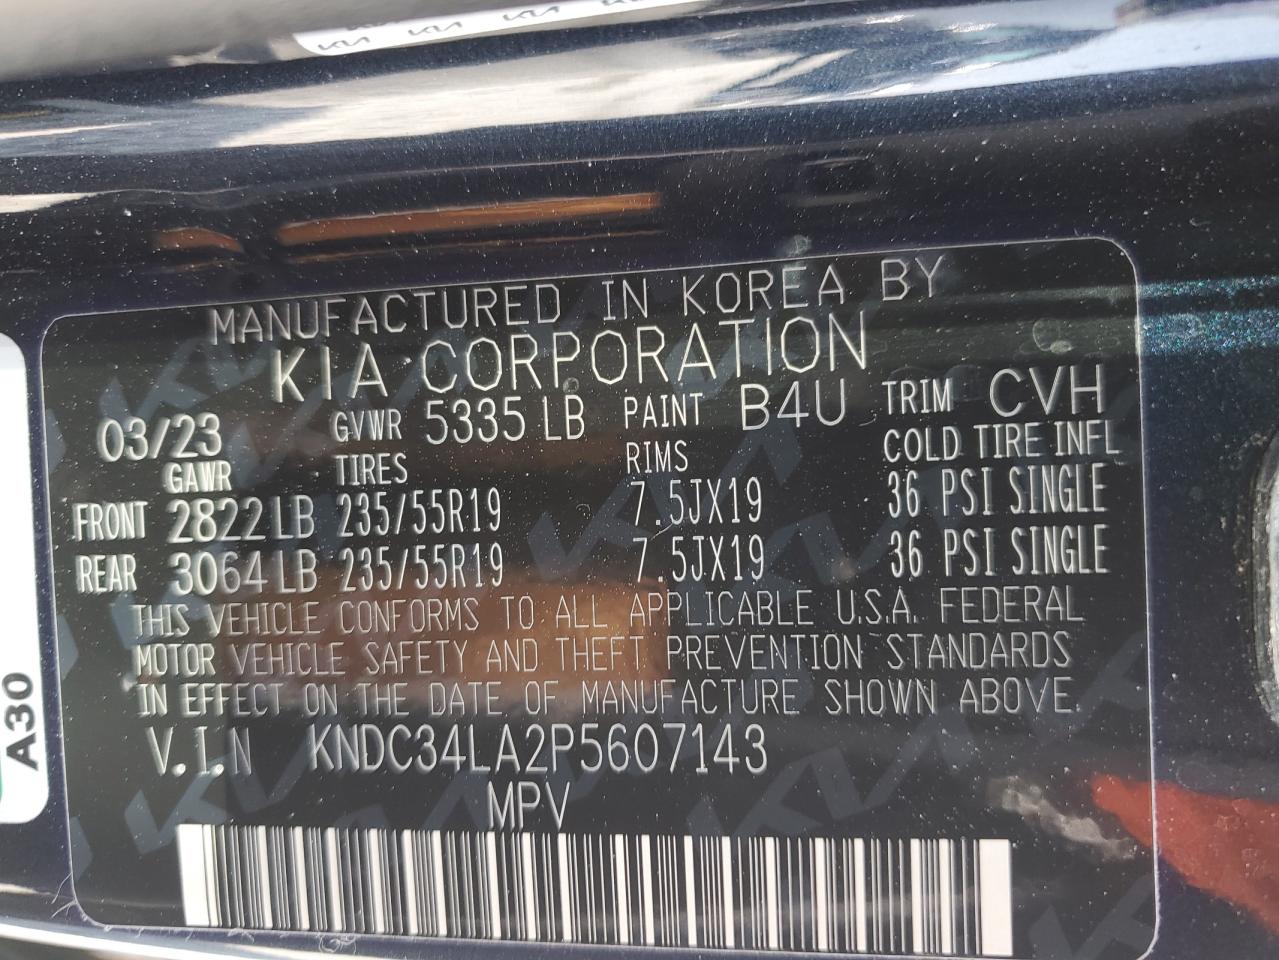 MANUFACTURED IN KOREA BY
KIA CORPORATION
03/23 GVWR 5335 LB PAINT B4U TRIM CVH
GAWR TIRES RIMS COLD TIRE INFL
FRONT 2822 LB 235/55R19 7.5JX19 36 PSI SINGLE
REAR 3064 LB 235/55R19 7.5JX19 36 PSI SINGLE
THIS VEHICLE CONFORMS TO ALL APPLICABLE U.S.A. FEDERAL
MOTOR VEHICLE SAFETY AND THEFT PREVENTION STANDARDS
IN EFFECT ON THE DATE OF MANUFACTURE SHOWN ABOVE.
V.I.N KNDC34LA2P5607143
MPV
A30